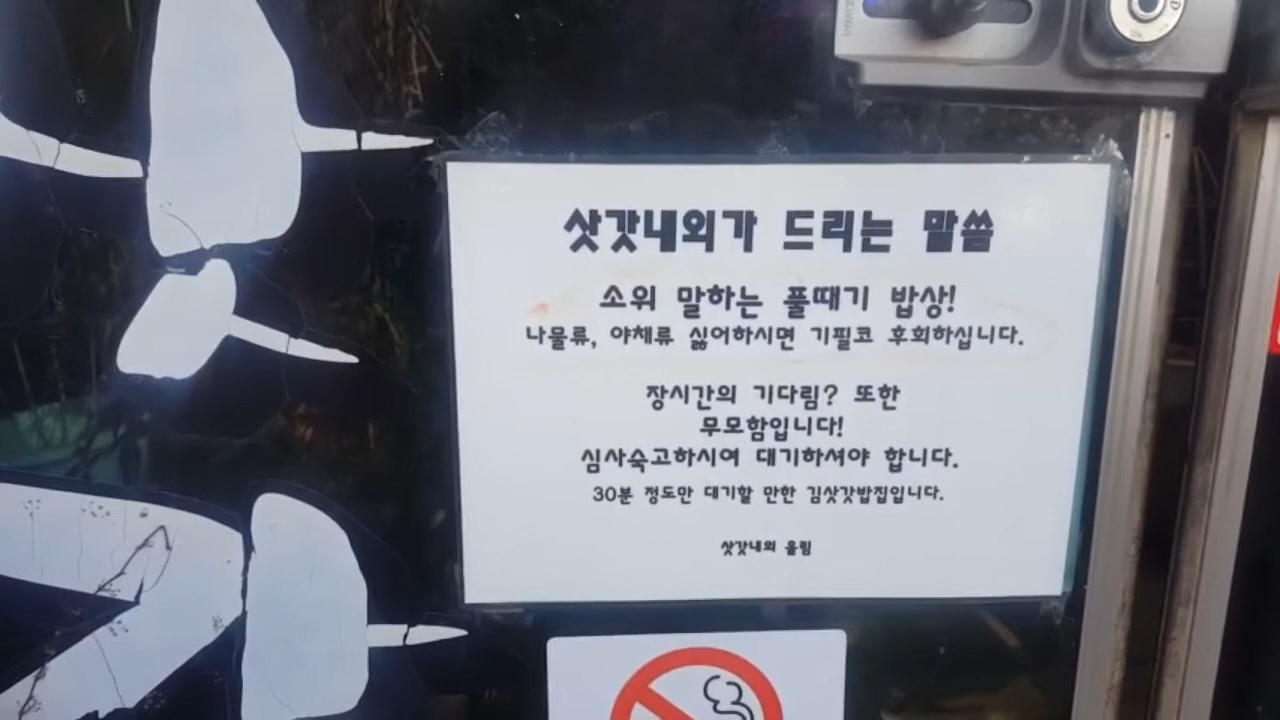 삿갓내외가 드리는 말씀
소위 말하는 풀때기 밥상!
나물류, 야채류 싫어하시면 기필코 후회하십니다.
장시간의 기다림? 또한
무모함입니다!
심사숙고하시여 대기하셔야 합니다.
30분 정도만 대기할 만한 김삿갓밥집입니다.
삿갓내외 올림